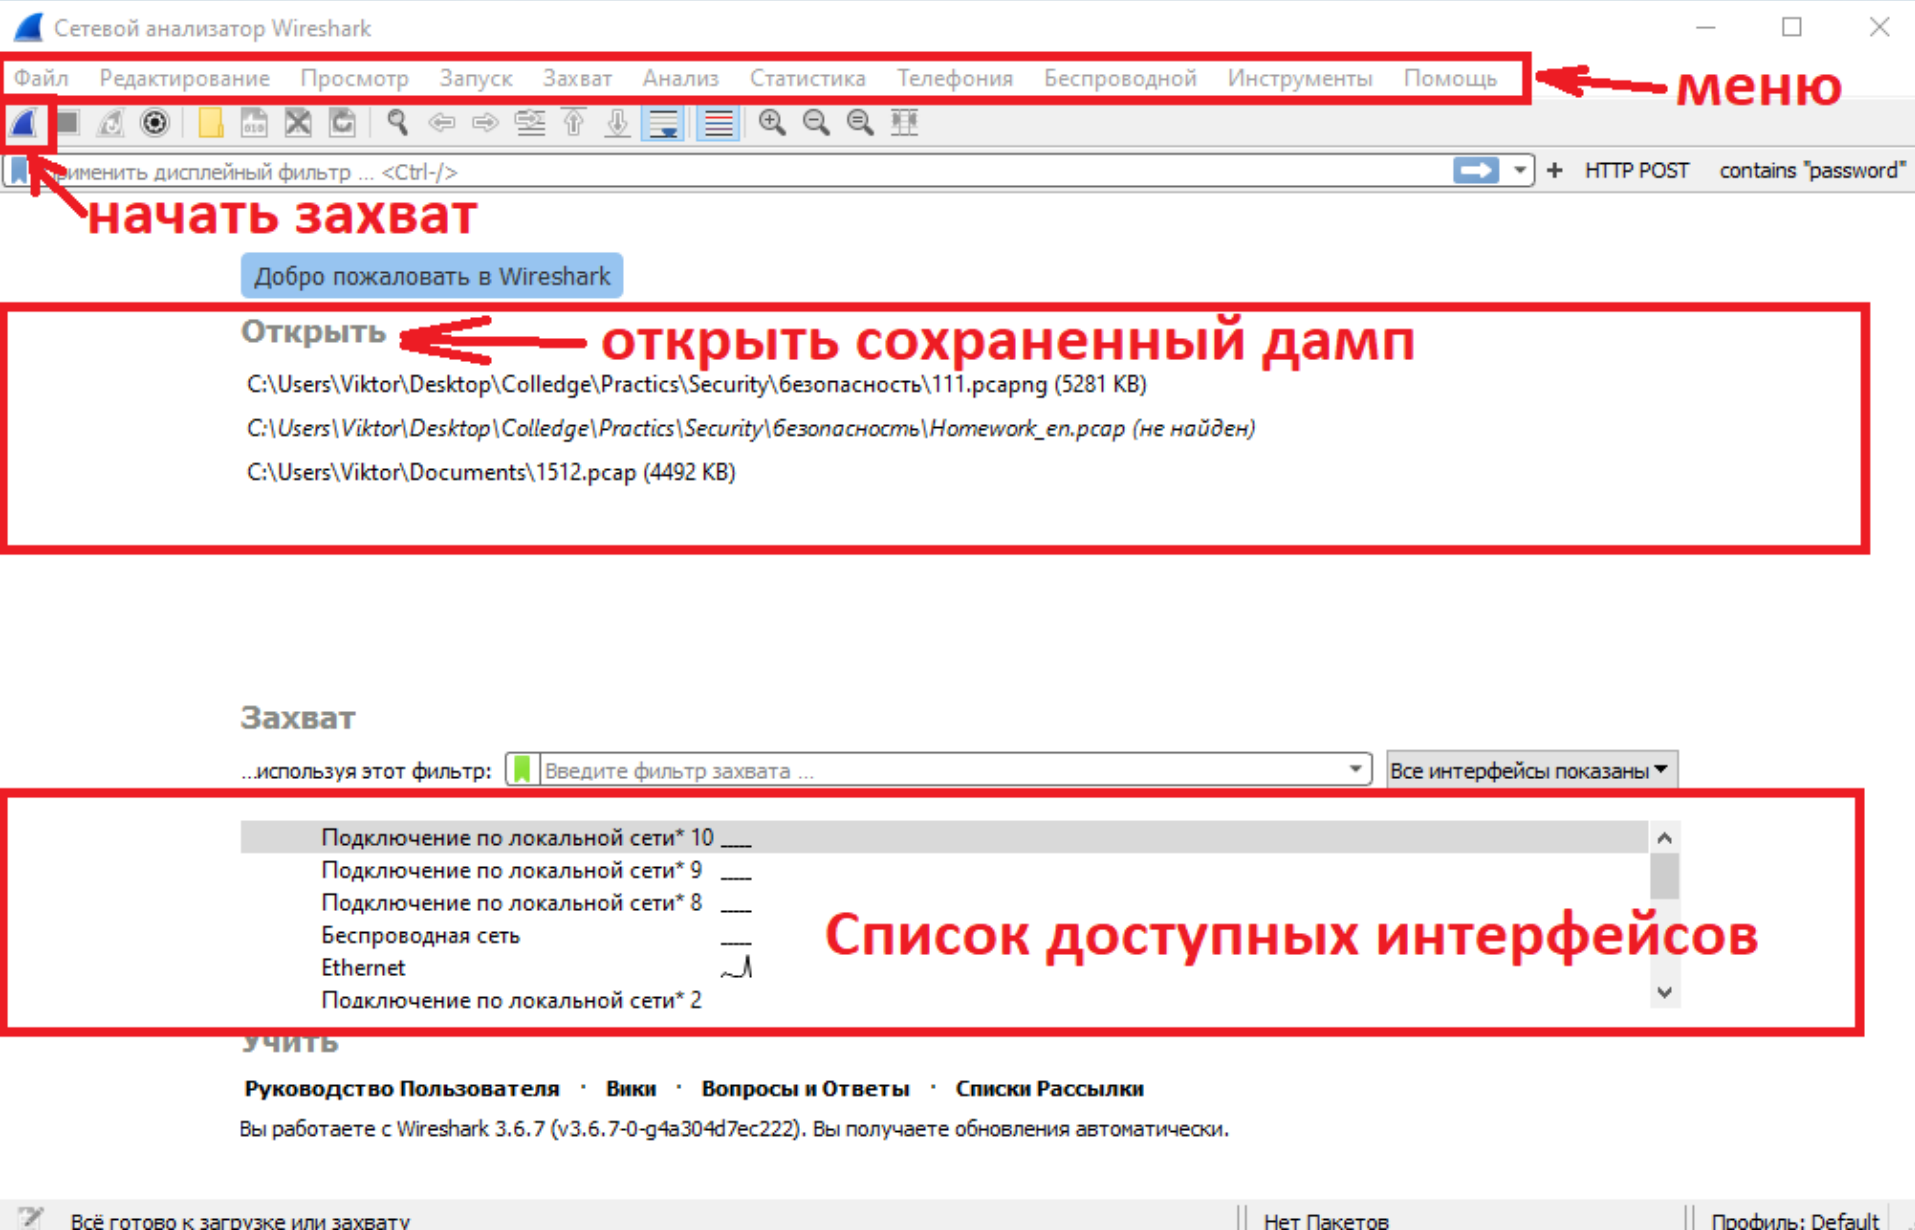 Сетевой анализатор Wireshark
Файл Редактирование Просмотр Запуск Захват Анализ Статистика Телефония Беспроводной Инструменты Помощь
меню
010
дисплейный фильтр ... <Ctrl-/> + HTTP POST contains "password"
начать захват
Добро пожаловать в Wireshark
Открыть
открыть сохраненный дамп
C:\Users\Viktor\Desktop\Colledge\Practics\Security\безопасность\111.pcapng (5281 KB)
C:\Users\Viktor\Desktop\Colledge\Practics\Security\безопасность\Homework_en.pcap (не найден)
C:\Users\Viktor\Documents\1512.pcap (4492 KB)
Захват
...используя этот фильтр: Введите фильтр захвата ... Все интерфейсы показаны
Подключение по локальной сети* 10
Подключение по локальной сети* 9
Подключение по локальной сети* 8
Беспроводная сеть
Ethernet
Подключение по локальной сети* 2
Список доступных интерфейсов
Учить
Руководство Пользователя · Вики · Вопросы и Ответы · Списки Рассылки
Вы работаете с Wireshark 3.6.7 (v3.6.7-0-g4a304d7ec222). Вы получаете обновления автоматически.
Всё готово к загрузке или захвату Нет Пакетов Профиль: Default